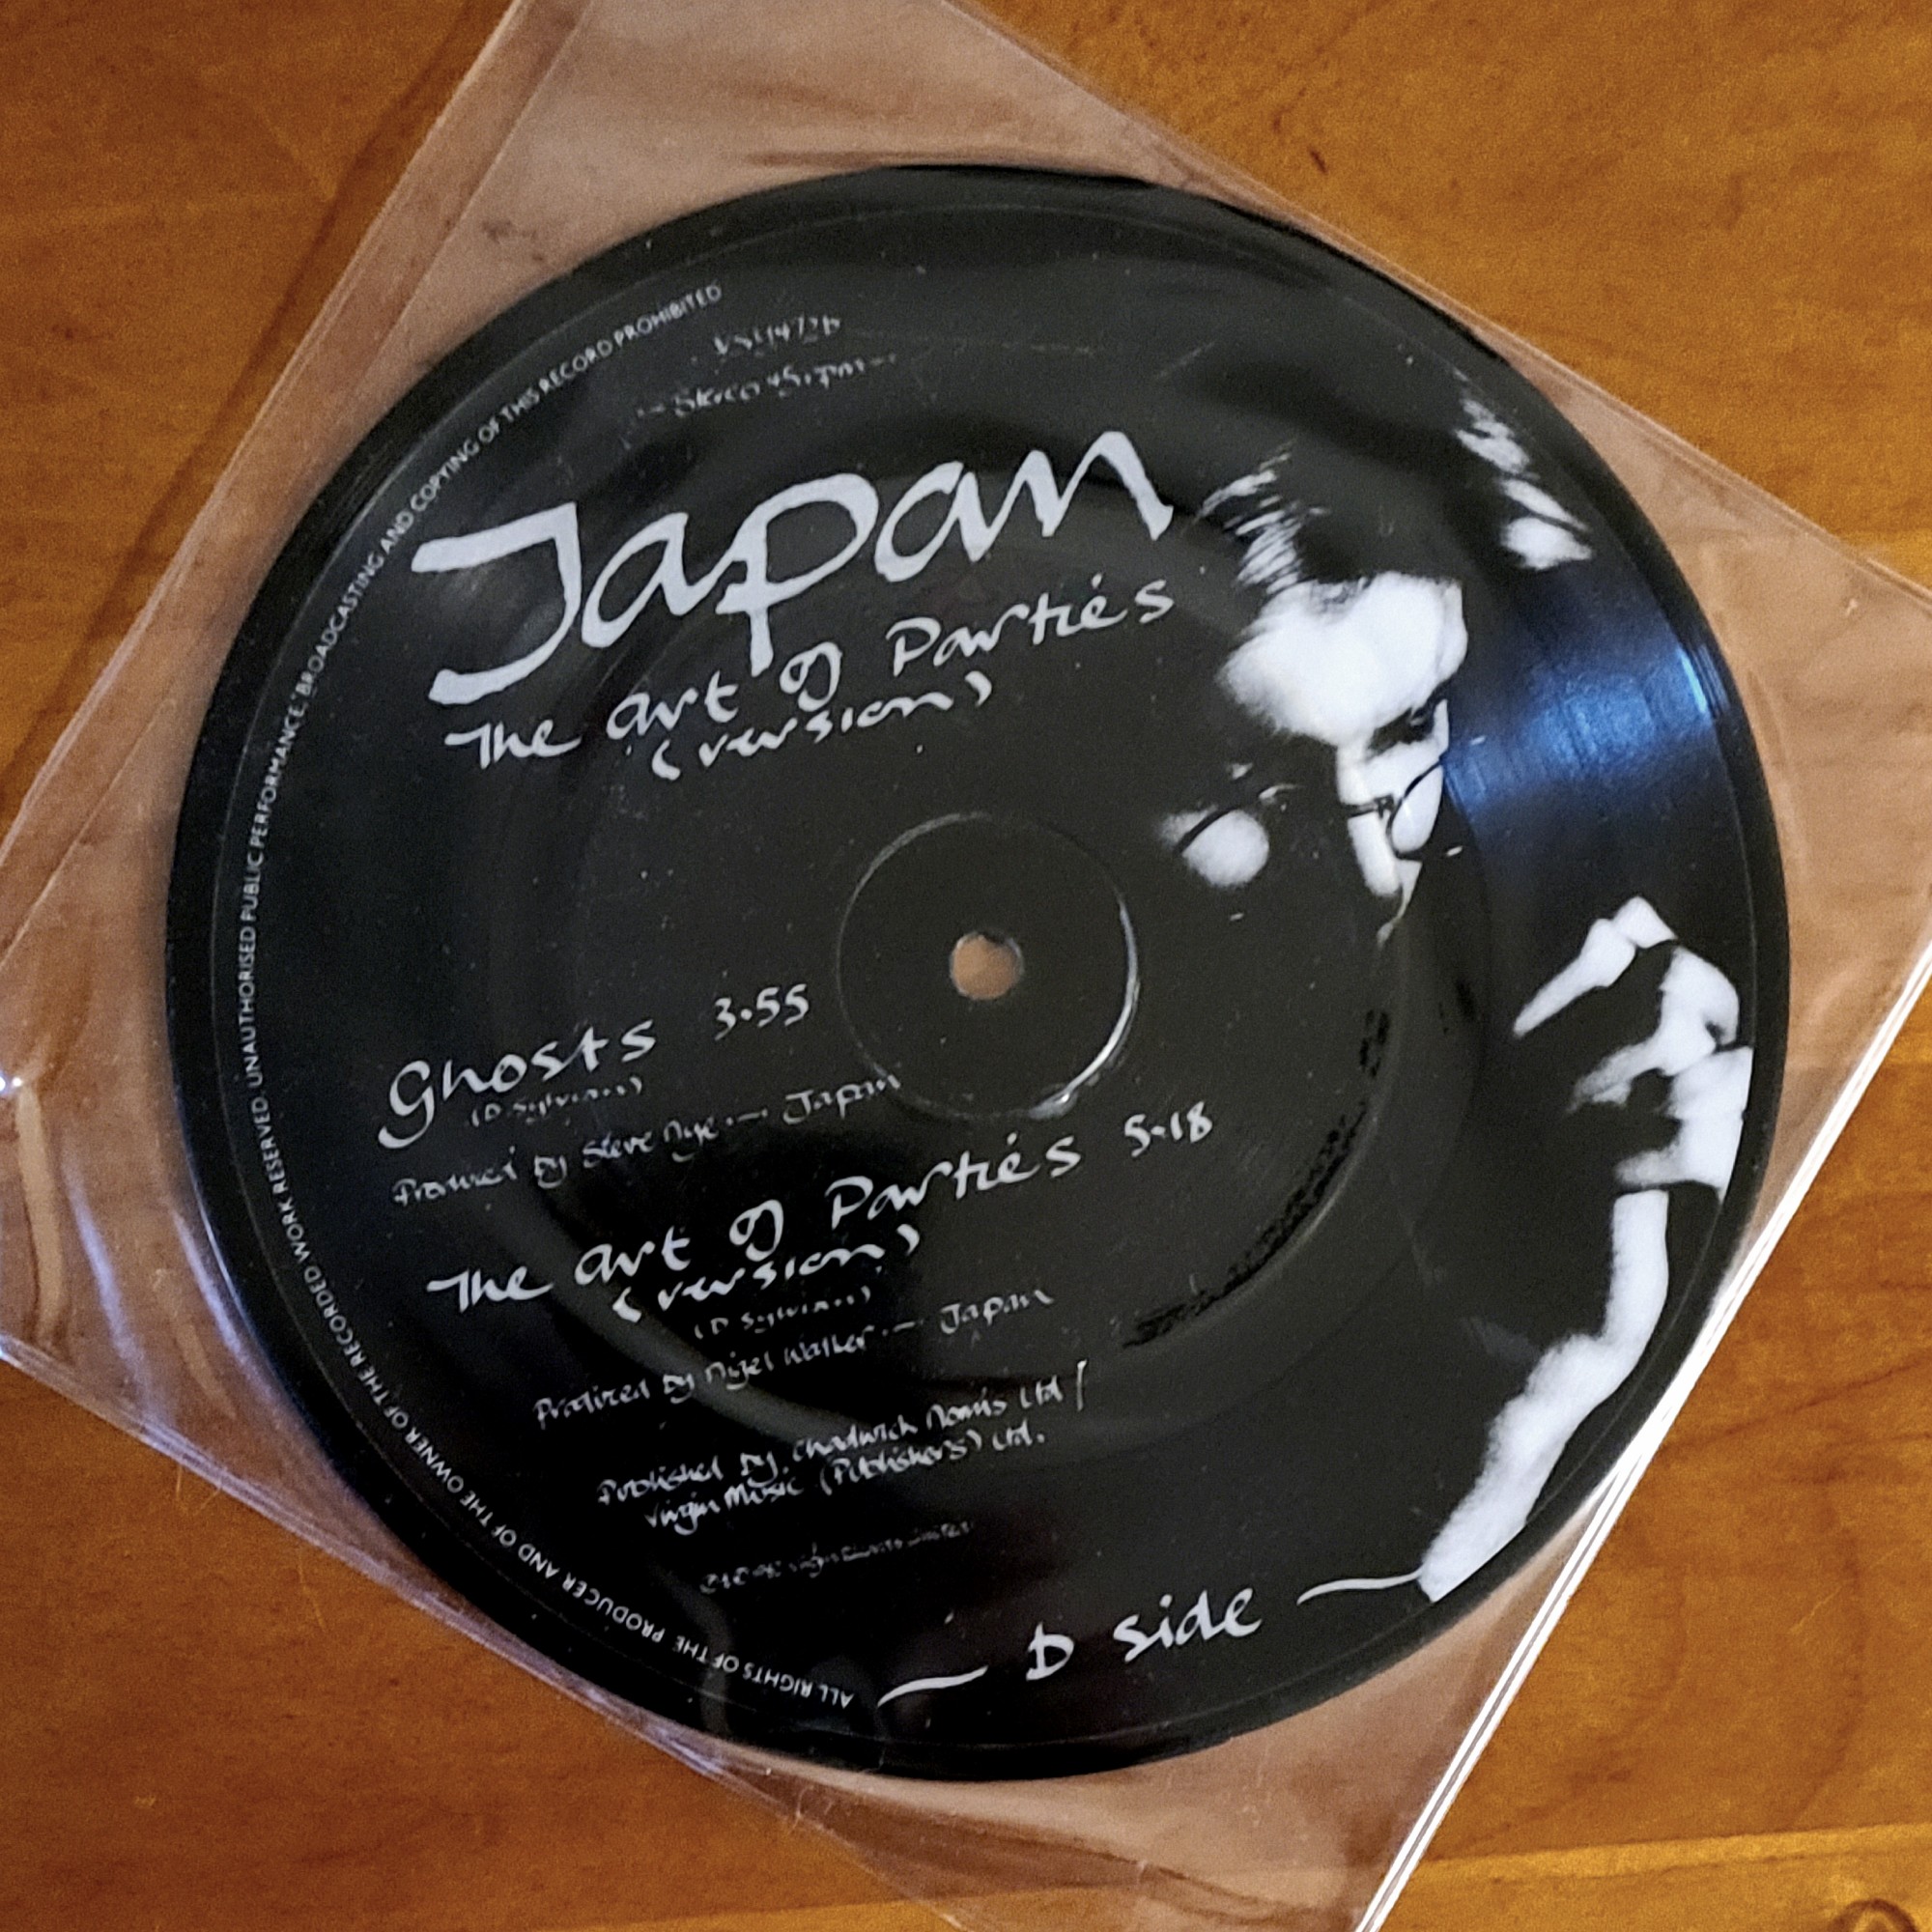 Japan
The art of Parties
(version)
Ghosts 3.55
(D Sylvian)
Produced by Steve Nye — Japan
The art of Parties 5.18
(version)
(D Sylvian)
Produced by Nigel Walker — Japan
Published by Chadwick Nomis Ltd /
Virgin Music (Publishers) Ltd.
— D side —
ALL RIGHTS OF THE PRODUCER AND OF THE OWNER OF THE RECORDED WORK RESERVED. UNAUTHORISED PUBLIC PERFORMANCE, BROADCASTING AND COPYING OF THIS RECORD PROHIBITED